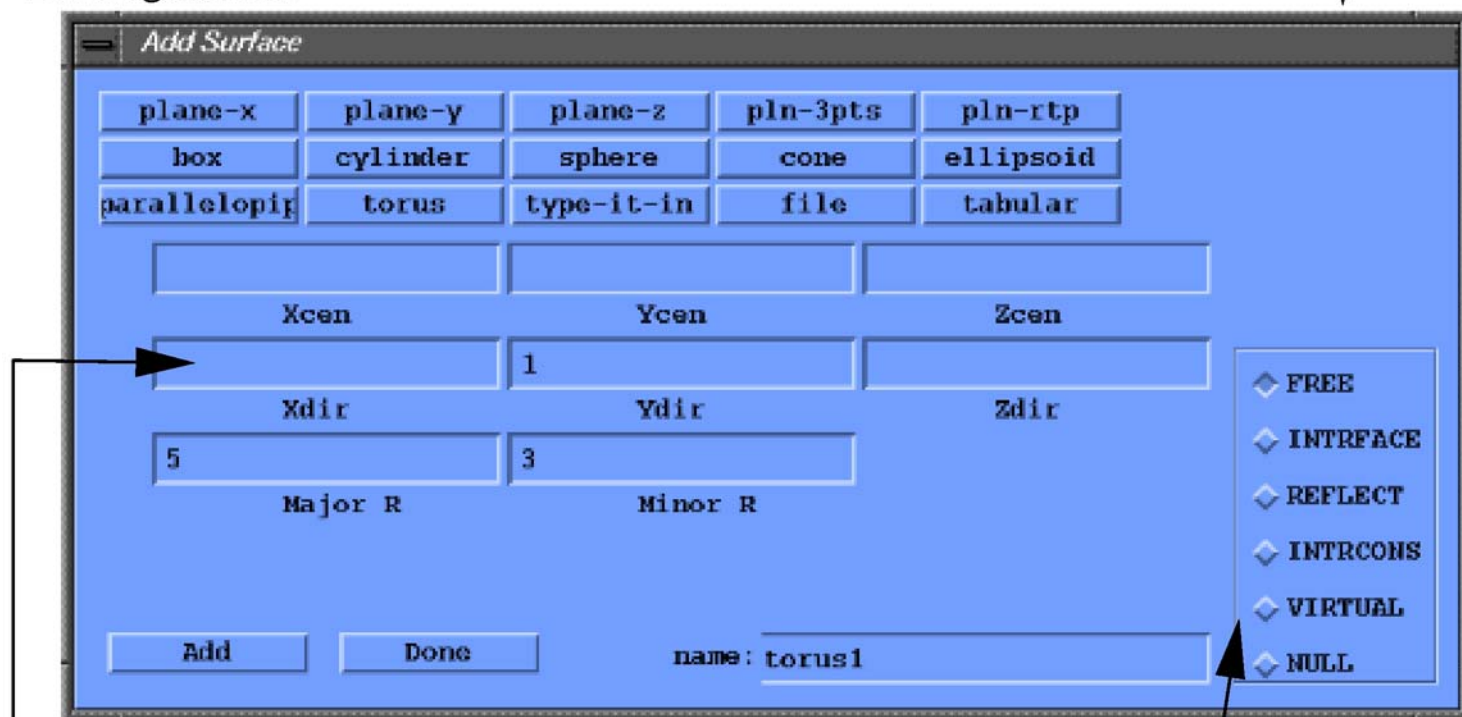 Add Surface
plane-x plane-y plane-z pln-3pts pln-rtp
box cylinder sphere cone ellipsoid
parallelopip torus type-it-in file tabular
Xcen Ycen Zcen
1
Xdir Ydir Zdir
5 3
Major R Minor R
FREE
INTRFACE
REFLECT
INTRCONS
VIRTUAL
NULL
Add Done name: torus1